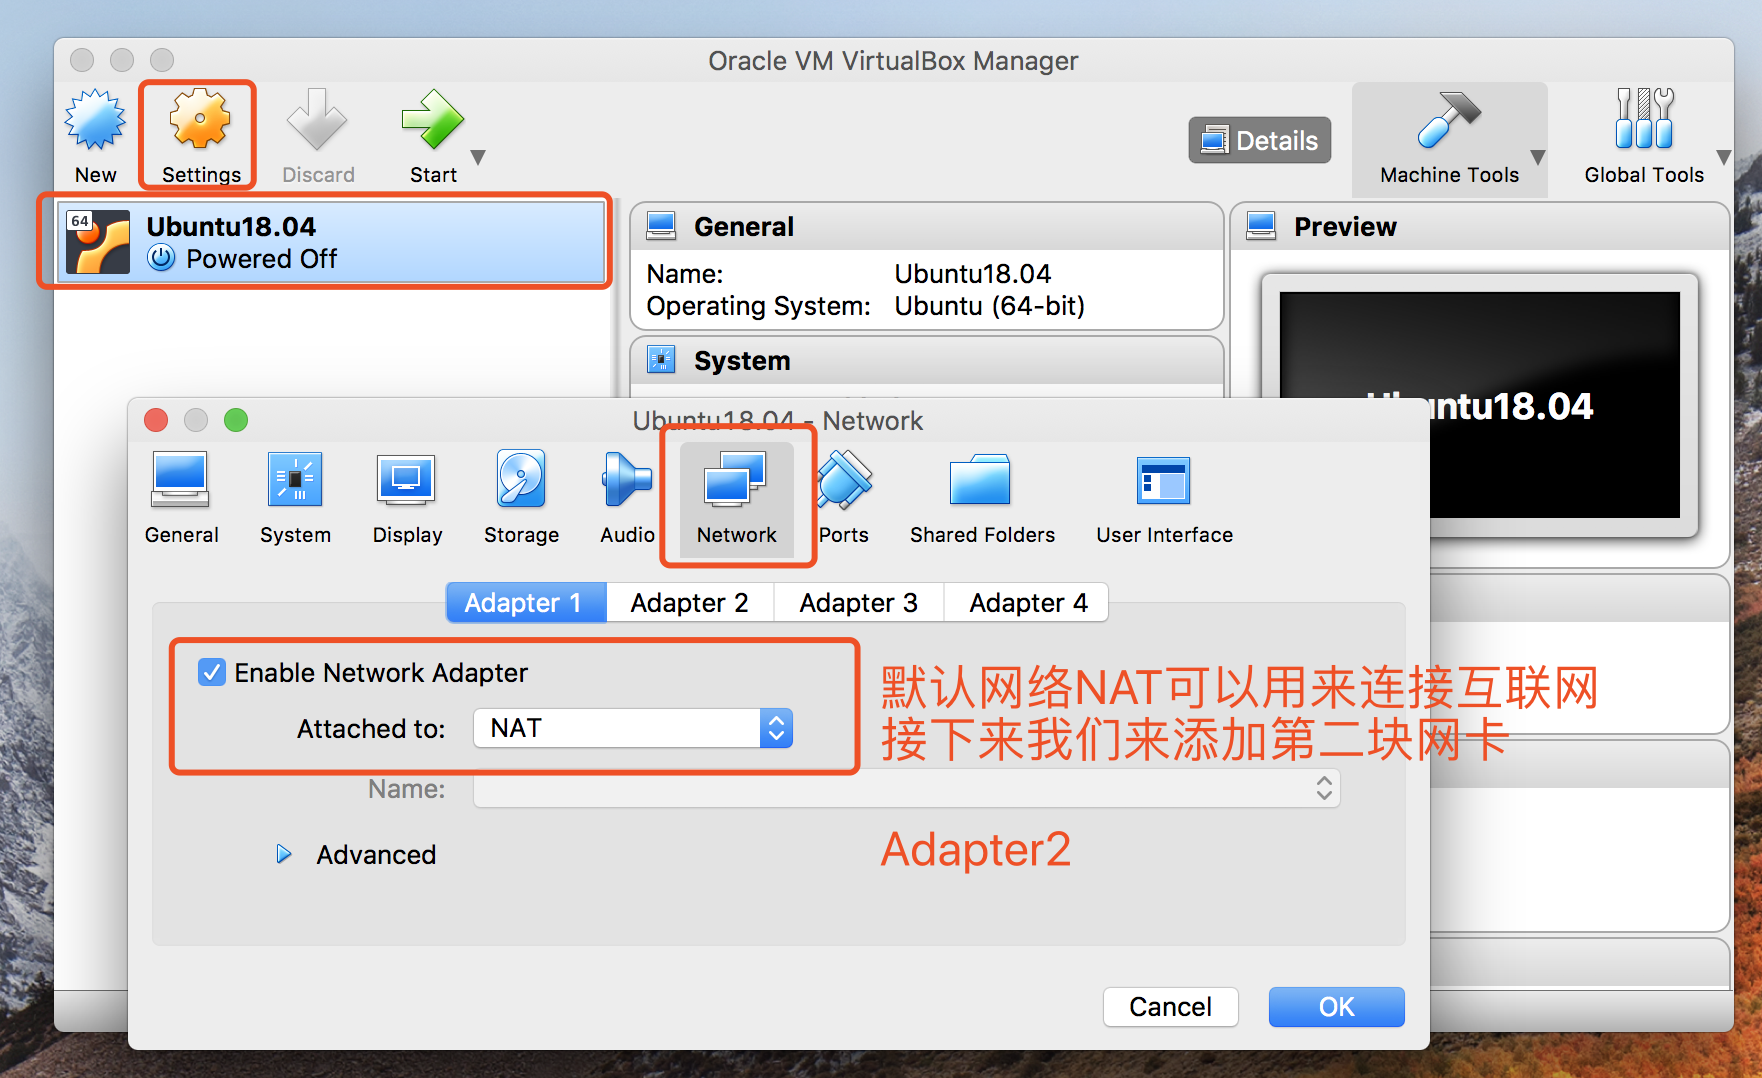 Oracle VM VirtualBox Manager
New
Settings
Discard
Start
Details
Machine Tools
Global Tools
64
Ubuntu18.04
Powered Off
General
Name: Ubuntu18.04
Operating System: Ubuntu (64-bit)
System
Preview
Ubuntu18.04
Ubuntu18.04 - Network
General
System
Display
Storage
Audio
Network
Ports
Shared Folders
User Interface
Adapter 1
Adapter 2
Adapter 3
Adapter 4
Enable Network Adapter
Attached to: NAT
默认网络NAT可以用来连接互联网
接下来我们来添加第二块网卡
Name:
Adapter2
Advanced
Cancel
OK